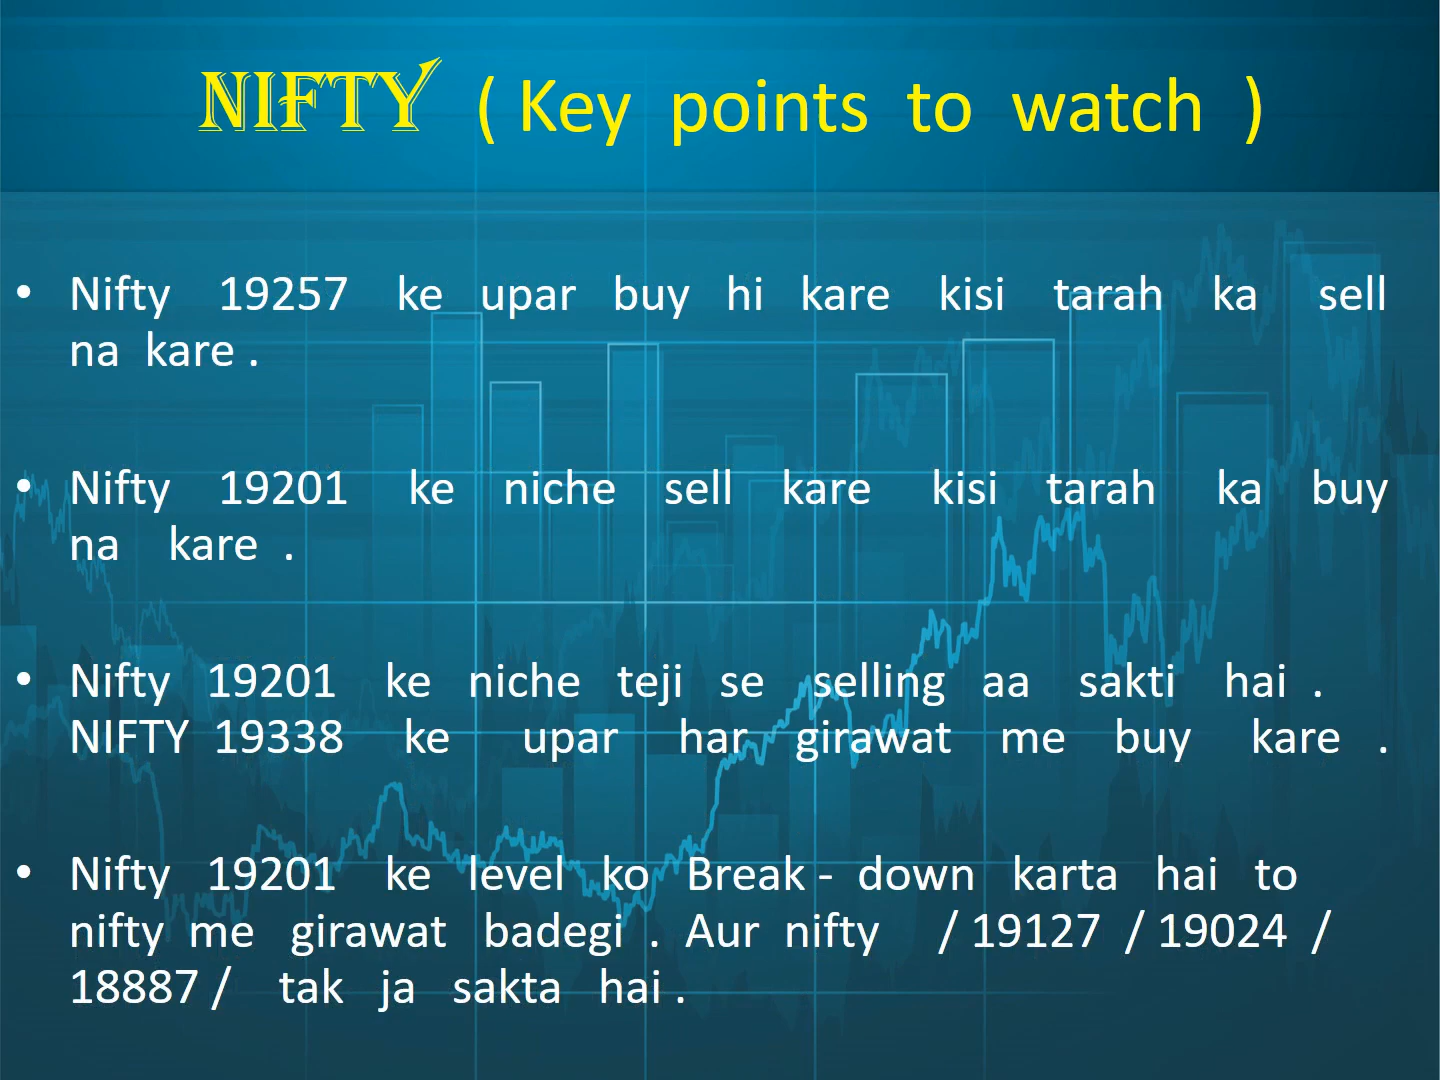 NIFTY ( Key points to watch )
• Nifty 19257 ke upar buy hi kare kisi tarah ka sell
na kare .
• Nifty 19201 ke niche sell kare kisi tarah ka buy
na kare .
• Nifty 19201 ke niche teji se selling aa sakti hai .
NIFTY 19338 ke upar har girawat me buy kare .
• Nifty 19201 ke level ko Break - down karta hai to
nifty me girawat badegi . Aur nifty / 19127 / 19024 /
18887 / tak ja sakta hai .